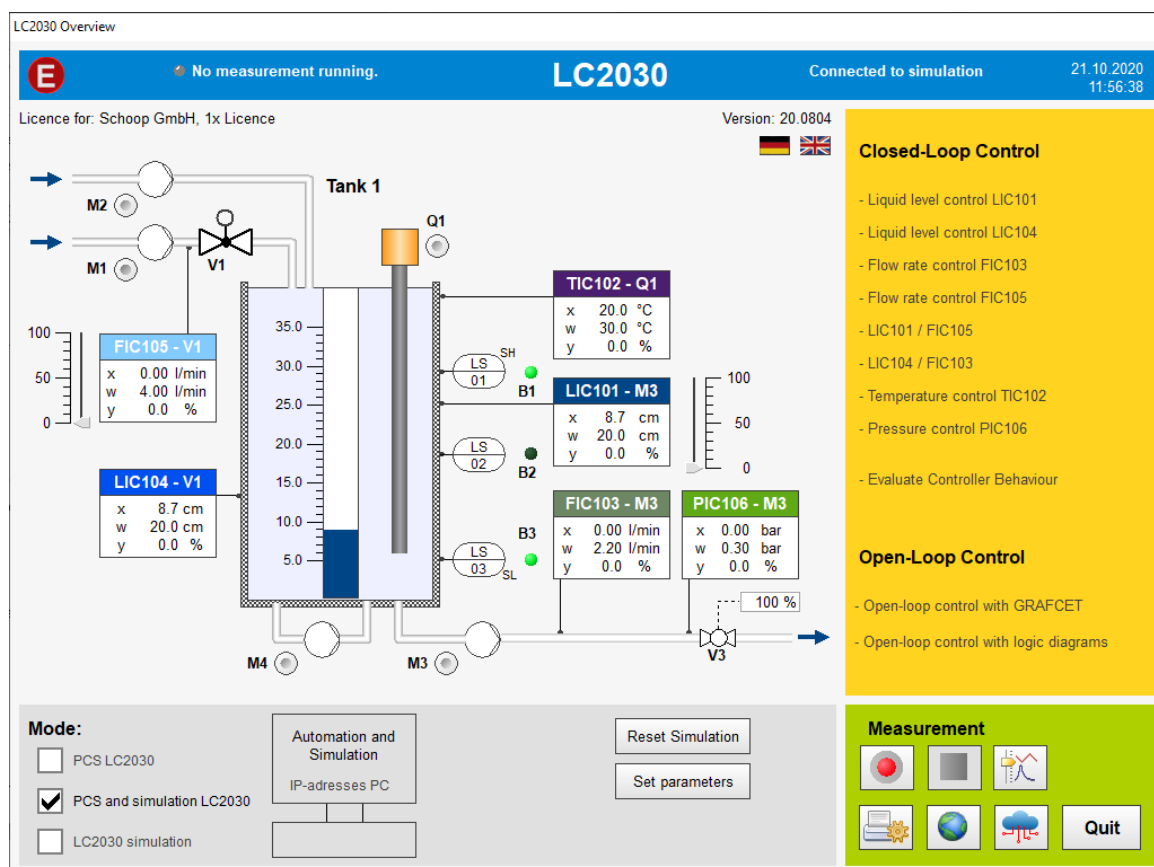 LC2030 Overview
E
No measurement running.
LC2030
Connected to simulation
21.10.2020
11:56:38
Licence for: Schoop GmbH, 1x Licence
Version: 20.0804
Tank 1
M2
M1
V1
Q1
TIC102 - Q1
x 20.0 °C
w 30.0 °C
y 0.0 %
100
50
0
FIC105 - V1
x 0.00 l/min
w 4.00 l/min
y 0.0 %
LIC104 - V1
x 8.7 cm
w 20.0 cm
y 0.0 %
35.0
30.0
25.0
20.0
15.0
10.0
5.0
LS
01
SH
B1
LS
02
B2
LS
03
SL
B3
LIC101 - M3
x 8.7 cm
w 20.0 cm
y 0.0 %
100
50
0
FIC103 - M3
x 0.00 l/min
w 2.20 l/min
y 0.0 %
PIC106 - M3
x 0.00 bar
w 0.30 bar
y 0.0 %
100 %
V3
M4
M3
Closed-Loop Control
- Liquid level control LIC101
- Liquid level control LIC104
- Flow rate control FIC103
- Flow rate control FIC105
- LIC101 / FIC105
- LIC104 / FIC103
- Temperature control TIC102
- Pressure control PIC106
- Evaluate Controller Behaviour
Open-Loop Control
- Open-loop control with GRAFCET
- Open-loop control with logic diagrams
Mode:
PCS LC2030
PCS and simulation LC2030
LC2030 simulation
Automation and
Simulation
IP-adresses PC
Reset Simulation
Set parameters
Measurement
Quit